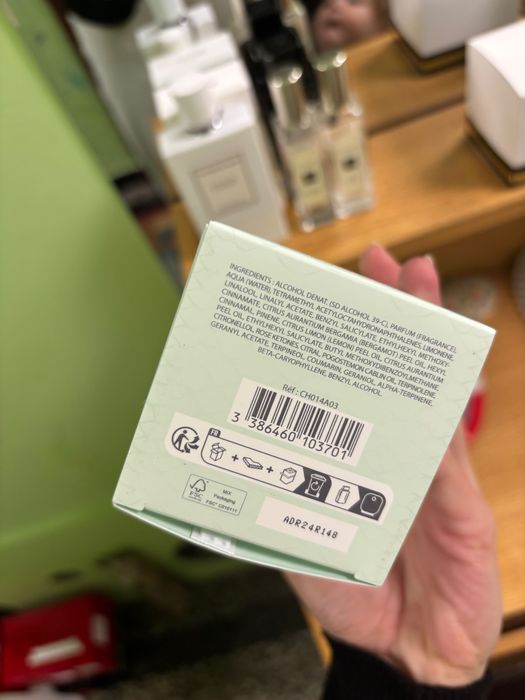 INGREDIENTS : ALCOHOL DENAT. (SD ALCOHOL 39-C), PARFUM (FRAGRANCE),
AQUA (WATER), TETRAMETHYL ACETYLOCTAHYDRONAPHTHALENES, LIMONENE,
LINALOOL, LINALYL ACETATE, BENZYL SALICYLATE, ETHYLHEXYL METHOXY-
CINNAMATE, CITRUS AURANTIUM BERGAMIA (BERGAMOT) PEEL OIL, HEXYL
CINNAMAL, PINENE, CITRUS LIMON (LEMON) PEEL OIL, CITRUS AURANTIUM
PEEL OIL, ETHYLHEXYL SALICYLATE, BUTYL METHOXYDIBENZOYLMETHANE,
CITRONELLOL, ROSE KETONES, CITRAL, POGOSTEMON CABLIN OIL, TERPINOLENE,
GERANYL ACETATE, TERPINEOL, COUMARIN, GERANIOL, ALPHA-TERPINENE,
BETA-CARYOPHYLLENE, BENZYL ALCOHOL.
Réf : CH014A03
3 386460 103701
FR
FSC
MIX
Packaging
FSC® C010111
ADR24R148